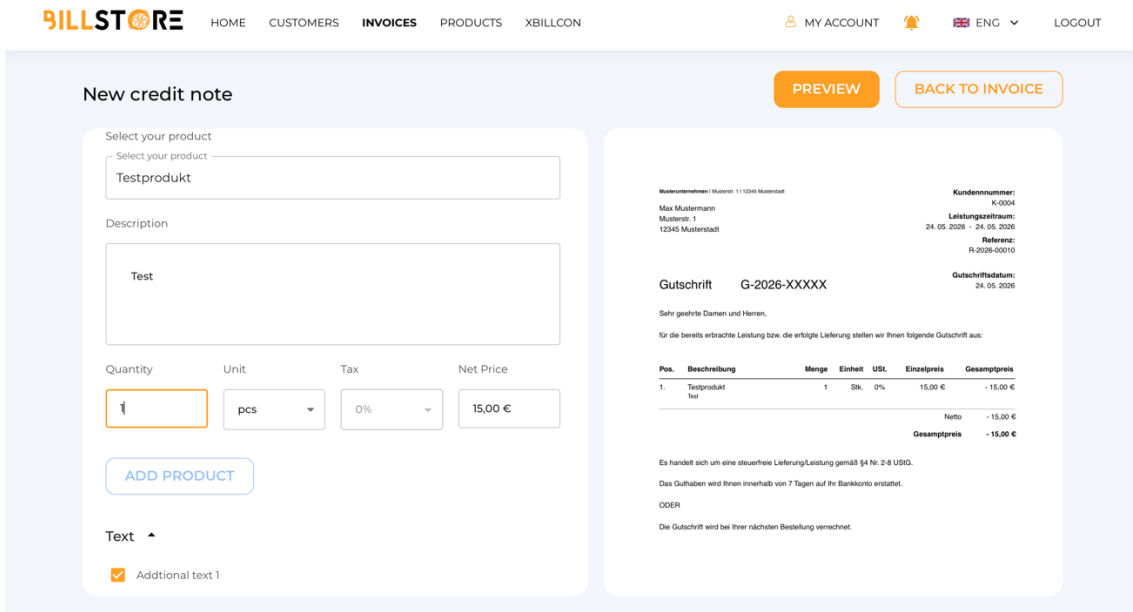 BILLSTORE HOME CUSTOMERS INVOICES PRODUCTS XBILLCON MY ACCOUNT ENG LOGOUT
New credit note PREVIEW BACK TO INVOICE
Select your product
Select your product
Testprodukt
Description
Test
Quantity Unit Tax Net Price
1 pcs 0% 15,00 €
ADD PRODUCT
Text
Addtional text 1
Musterunternehmen | Musterstr. 1 | 12345 Musterstadt
Max Mustermann
Musterstr. 1
12345 Musterstadt
Kundennnummer:
K-0004
Leistungszeitraum:
24. 05. 2026 - 24. 05. 2026
Referenz:
R-2026-00010
Gutschriftsdatum:
24. 05. 2026
Gutschrift G-2026-XXXXX
Sehr geehrte Damen und Herren,
für die bereits erbrachte Leistung bzw. die erfolgte Lieferung stellen wir Ihnen folgende Gutschrift aus:
Pos. Beschreibung Menge Einheit USt. Einzelpreis Gesamtpreis
1. Testprodukt 1 Stk. 0% 15,00 € - 15,00 €
Test
Netto - 15,00 €
Gesamptpreis - 15,00 €
Es handelt sich um eine steuerfreie Lieferung/Leistung gemäß §4 Nr. 2-8 UStG.
Das Guthaben wird Ihnen innerhalb von 7 Tagen auf Ihr Bankkonto erstattet.
ODER
Die Gutschrift wird bei Ihrer nächsten Bestellung verrechnet.